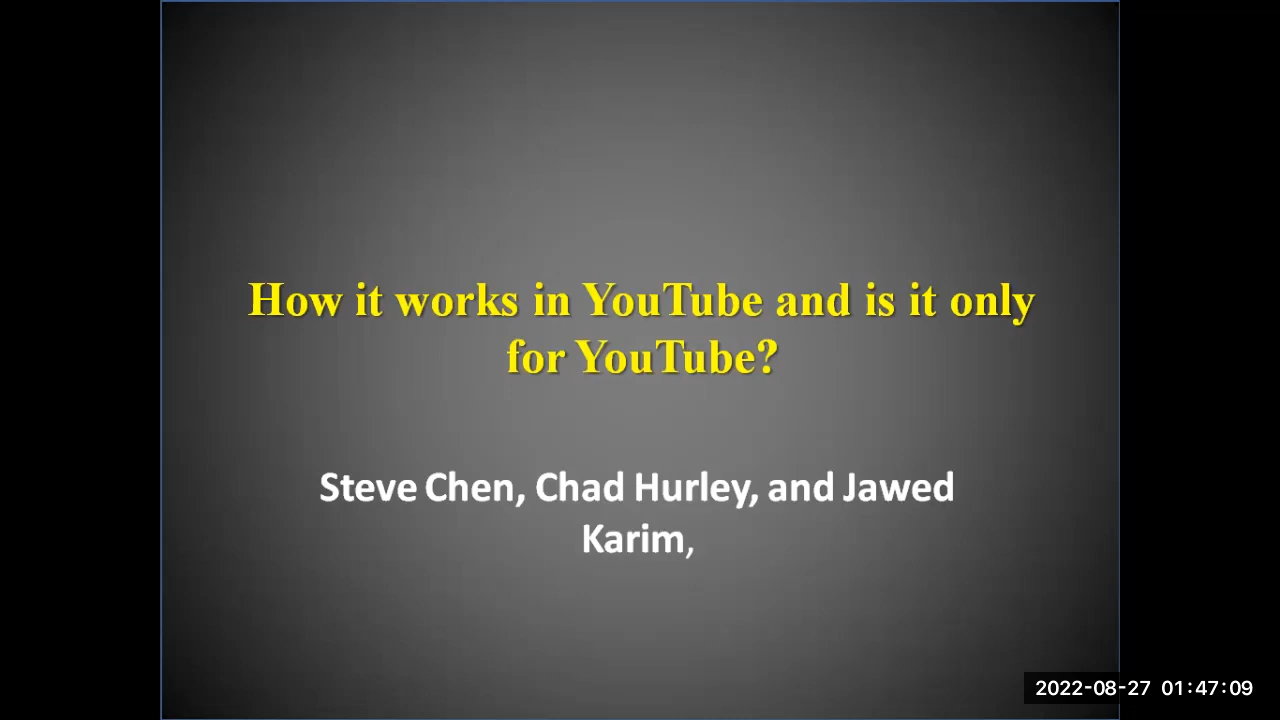 How it works in YouTube and is it only
for YouTube?
Steve Chen, Chad Hurley, and Jawed
Karim,
2022-08-27 01:47:09